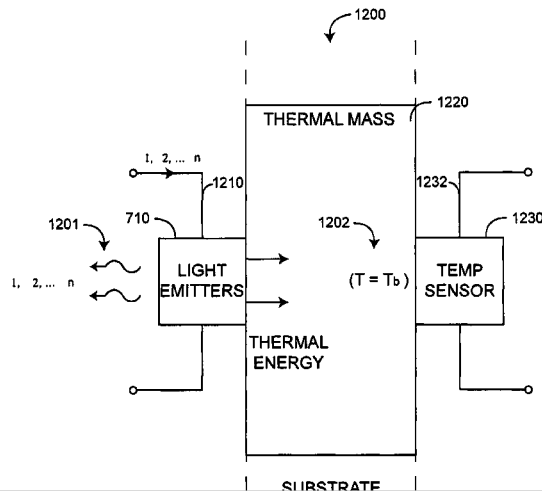 1200
1220
THERMAL MASS
1, 2, ... n
1210
1232
710
1201
1202
1230
LIGHT
EMITTERS
1, 2, ... n
(T = Tb)
TEMP
SENSOR
THERMAL
ENERGY
SUBSTRATE